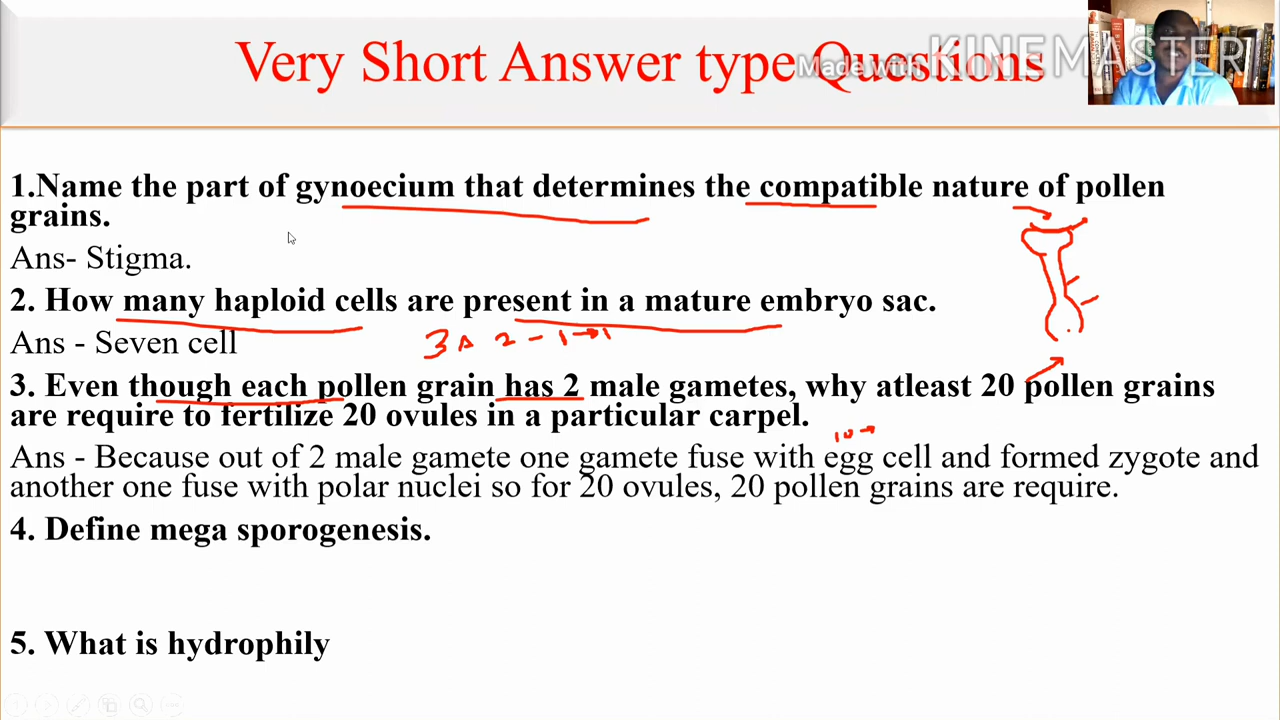 Very Short Answer type Questions
Made with KINEMASTER
1.Name the part of gynoecium that determines the compatible nature of pollen
grains.
Ans- Stigma.
2. How many haploid cells are present in a mature embryo sac.
Ans - Seven cell
3. Even though each pollen grain has 2 male gametes, why atleast 20 pollen grains
are require to fertilize 20 ovules in a particular carpel.
Ans - Because out of 2 male gamete one gamete fuse with egg cell and formed zygote and
another one fuse with polar nuclei so for 20 ovules, 20 pollen grains are require.
4. Define mega sporogenesis.
5. What is hydrophily